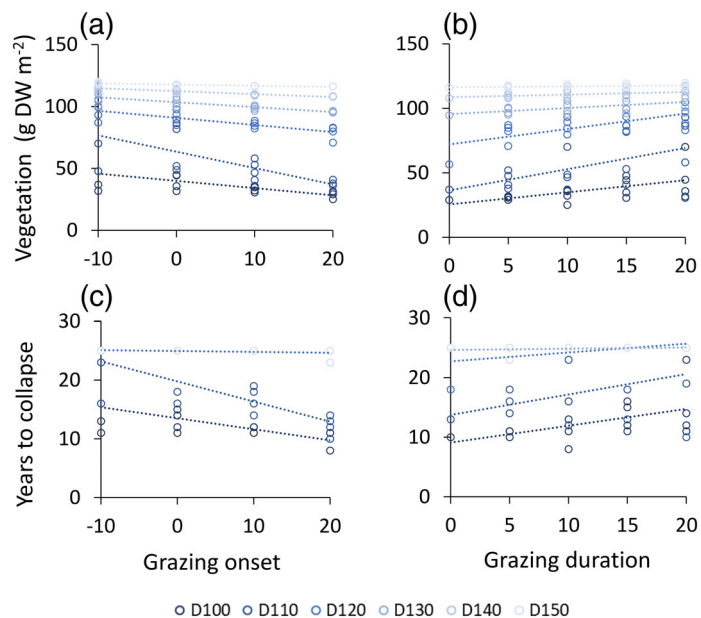 (a)
(b)
Vegetation (g DW m⁻²)
150
100
50
0
-10 0 10 20
150
100
50
0
0 5 10 15 20
(c)
(d)
Years to collapse
30
20
10
0
-10 0 10 20
Grazing onset
30
20
10
0
0 5 10 15 20
Grazing duration
D100 D110 D120 D130 D140 D150